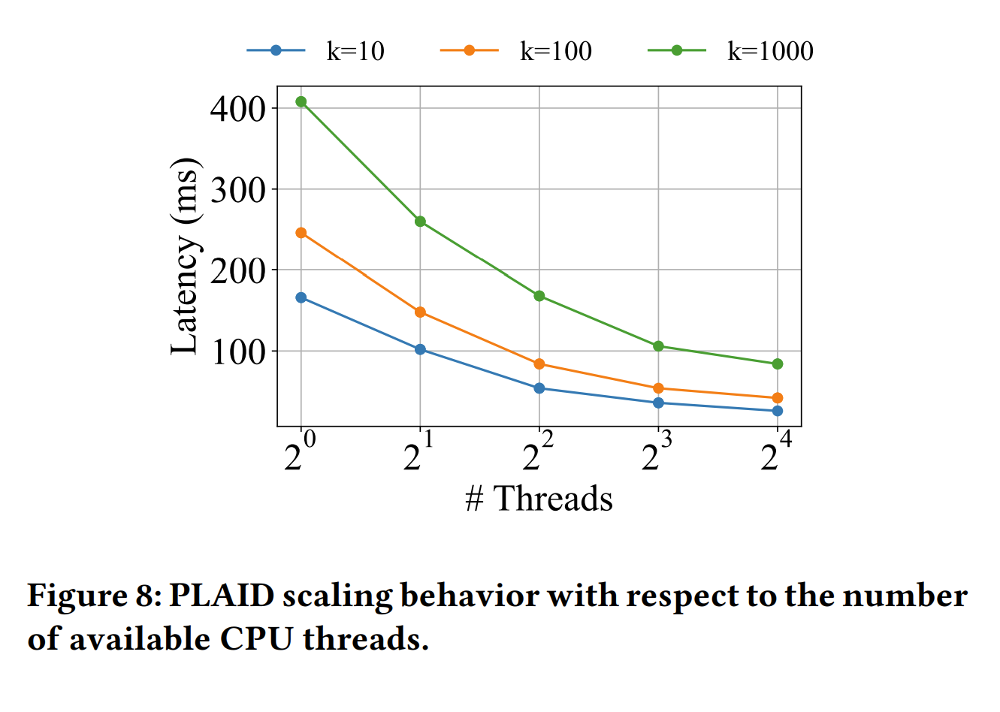 k=10 k=100 k=1000
400
300
200
100
Latency (ms)
2^0 2^1 2^2 2^3 2^4
# Threads
Figure 8: PLAID scaling behavior with respect to the number
of available CPU threads.